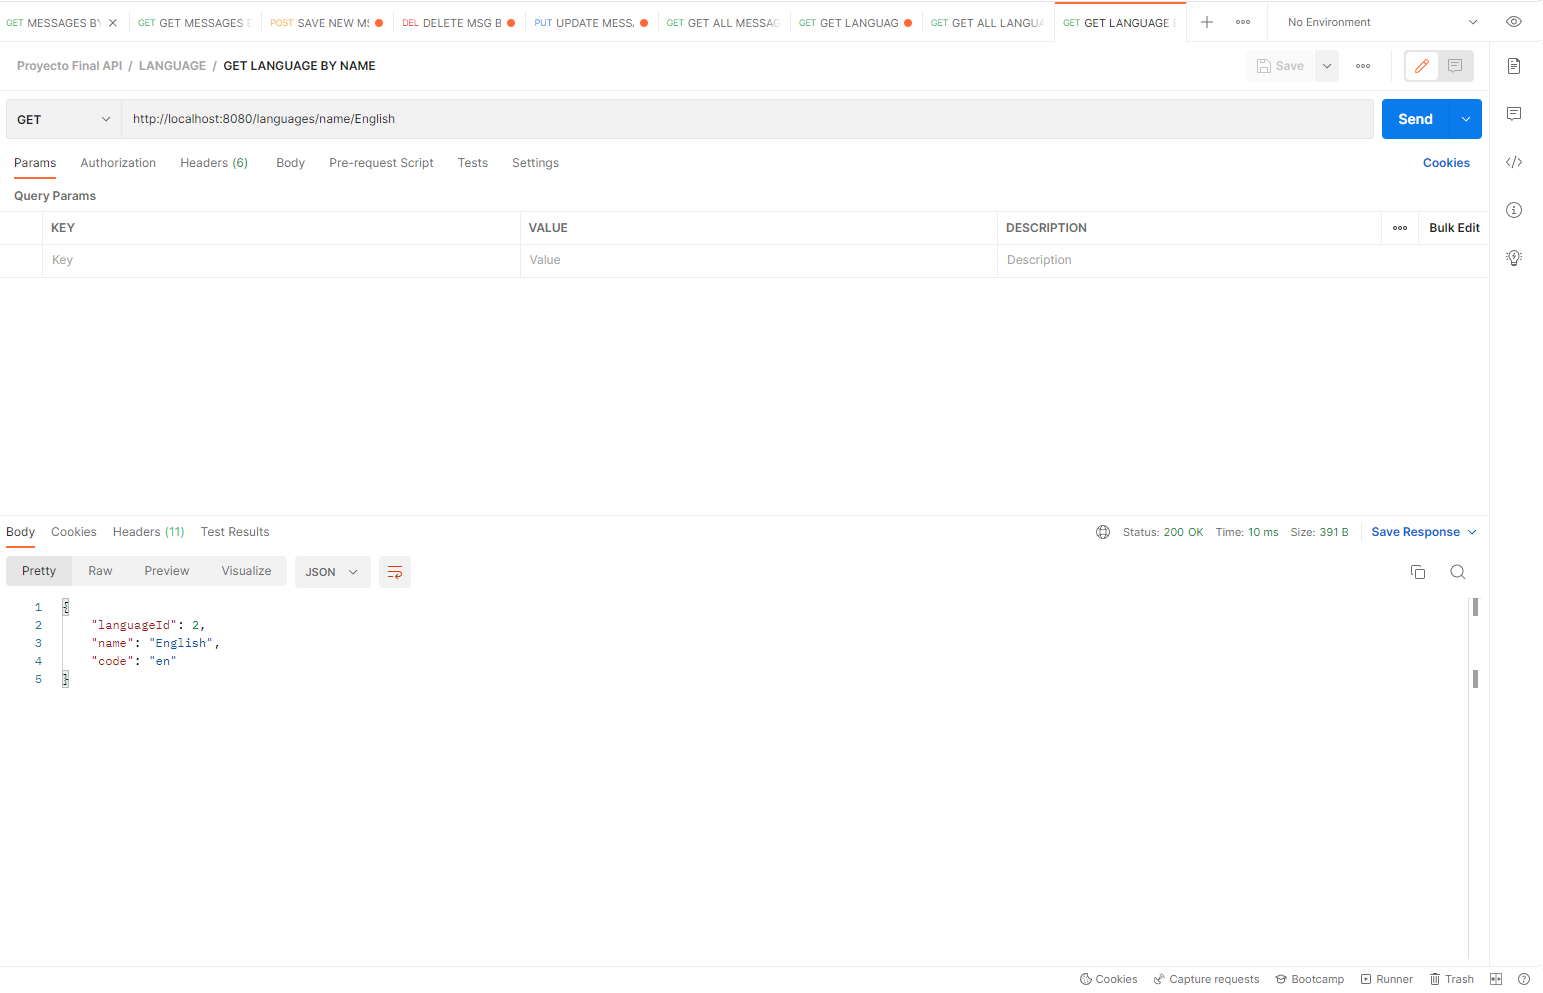 GET MESSAGES BY
GET GET MESSAGES
POST SAVE NEW MS
DEL DELETE MSG B
PUT UPDATE MESSA
GET GET ALL MESSAG
GET GET LANGUAG
GET GET ALL LANGUA
GET GET LANGUAGE
No Environment
Proyecto Final API / LANGUAGE / GET LANGUAGE BY NAME
Save
GET http://localhost:8080/languages/name/English Send
Params Authorization Headers (6) Body Pre-request Script Tests Settings Cookies
Query Params
KEY VALUE DESCRIPTION Bulk Edit
Key Value Description
Body Cookies Headers (11) Test Results Status: 200 OK Time: 10 ms Size: 391 B Save Response
Pretty Raw Preview Visualize JSON
1 {
2 "languageId": 2,
3 "name": "English",
4 "code": "en"
5 }
Cookies Capture requests Bootcamp Runner Trash